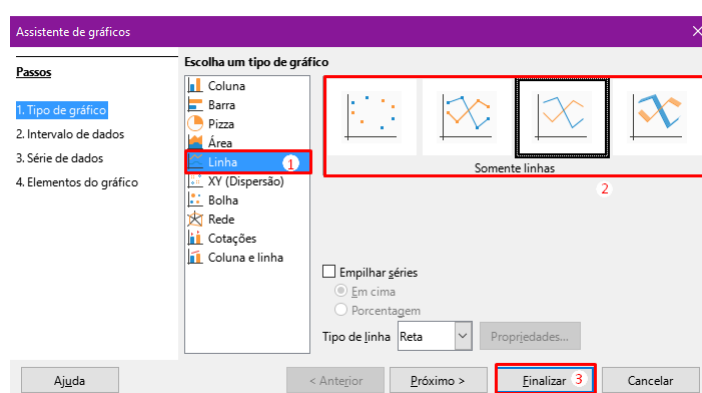 Assistente de gráficos
Passos
1. Tipo de gráfico
2. Intervalo de dados
3. Série de dados
4. Elementos do gráfico
Escolha um tipo de gráfico
Coluna
Barra
Pizza
Área
Linha 1
XY (Dispersão)
Bolha
Rede
Cotações
Coluna e linha
Somente linhas
2
Empilhar séries
Em cima
Porcentagem
Tipo de linha Reta Propriedades...
Ajuda < Anterior Próximo > Finalizar 3 Cancelar